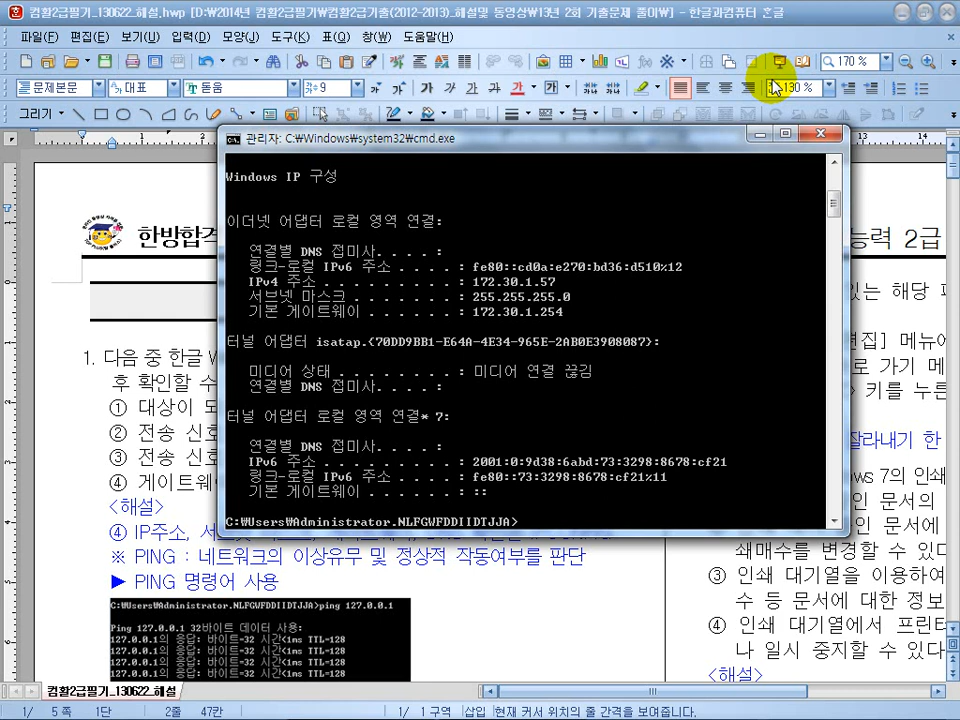 컴활2급필기_130622_해설.hwp [D:₩2014년 컴활2급필기₩컴활2급기출(2012-2013)_해설및 동영상₩13년 2회 기출문제 풀이₩] - 한글과컴퓨터 한글
파일(F) 편집(E) 보기(U) 입력(D) 모양(J) 도구(K) 표(Q) 창(W) 도움말(H)
170 %
문제본문 대표 돋움 9 가 가 가 가 가 가 130 %
그리기
관리자: C:₩Windows₩system32₩cmd.exe
Windows IP 구성
이더넷 어댑터 로컬 영역 연결:
연결별 DNS 접미사. . . . :
링크-로컬 IPv6 주소 . . . . : fe80::cd0a:e270:bd36:d510%12
IPv4 주소 . . . . . . . . . : 172.30.1.57
서브넷 마스크 . . . . . . . : 255.255.255.0
기본 게이트웨이 . . . . . . : 172.30.1.254
터널 어댑터 isatap.{70DD9BB1-E64A-4E34-965E-2AB0E3908087}:
미디어 상태 . . . . . . . . : 미디어 연결 끊김
연결별 DNS 접미사. . . . :
터널 어댑터 로컬 영역 연결* 7:
연결별 DNS 접미사. . . . :
IPv6 주소 . . . . . . . . . : 2001:0:9d38:6abd:73:3298:8678:cf21
링크-로컬 IPv6 주소 . . . . : fe80::73:3298:8678:cf21%11
기본 게이트웨이 . . . . . . : ::
C:₩Users₩Administrator.NLFGWFDDIIDTJJA>
한방합격
능력 2급
1. 다음 중 한글
후 확인할 수
① 대상이
② 전송 신호
③ 전송 신호
④ 게이트웨이
<해설>
④ IP주소,
※ PING : 네트워크의 이상유무 및 정상적 작동여부를 판단
▶ PING 명령어 사용
C:₩Users₩Administrator.NLFGWFDDIIDTJJA>ping 127.0.0.1
Ping 127.0.0.1 32바이트 데이터 사용:
127.0.0.1의 응답: 바이트=32 시간<1ms TTL=128
127.0.0.1의 응답: 바이트=32 시간<1ms TTL=128
127.0.0.1의 응답: 바이트=32 시간<1ms TTL=128
127.0.0.1의 응답: 바이트=32 시간<1ms TTL=128
있는 해당
편집] 메뉴에
로 가기 메
키를 누른
잘라내기 한
7의 인쇄
인 문서의
인 문서에
쇄매수를 변경할 수 있다
③ 인쇄 대기열을 이용하여
수 등 문서에 대한 정보
④ 인쇄 대기열에서 프린터
나 일시 중지할 수 있다
<해설>
컴활2급필기_130622_해설
1/ 5 쪽 1단 2줄 47칸 1/ 1 구역 삽입 현재 커서 위치의 줄 간격을 보여줍니다.